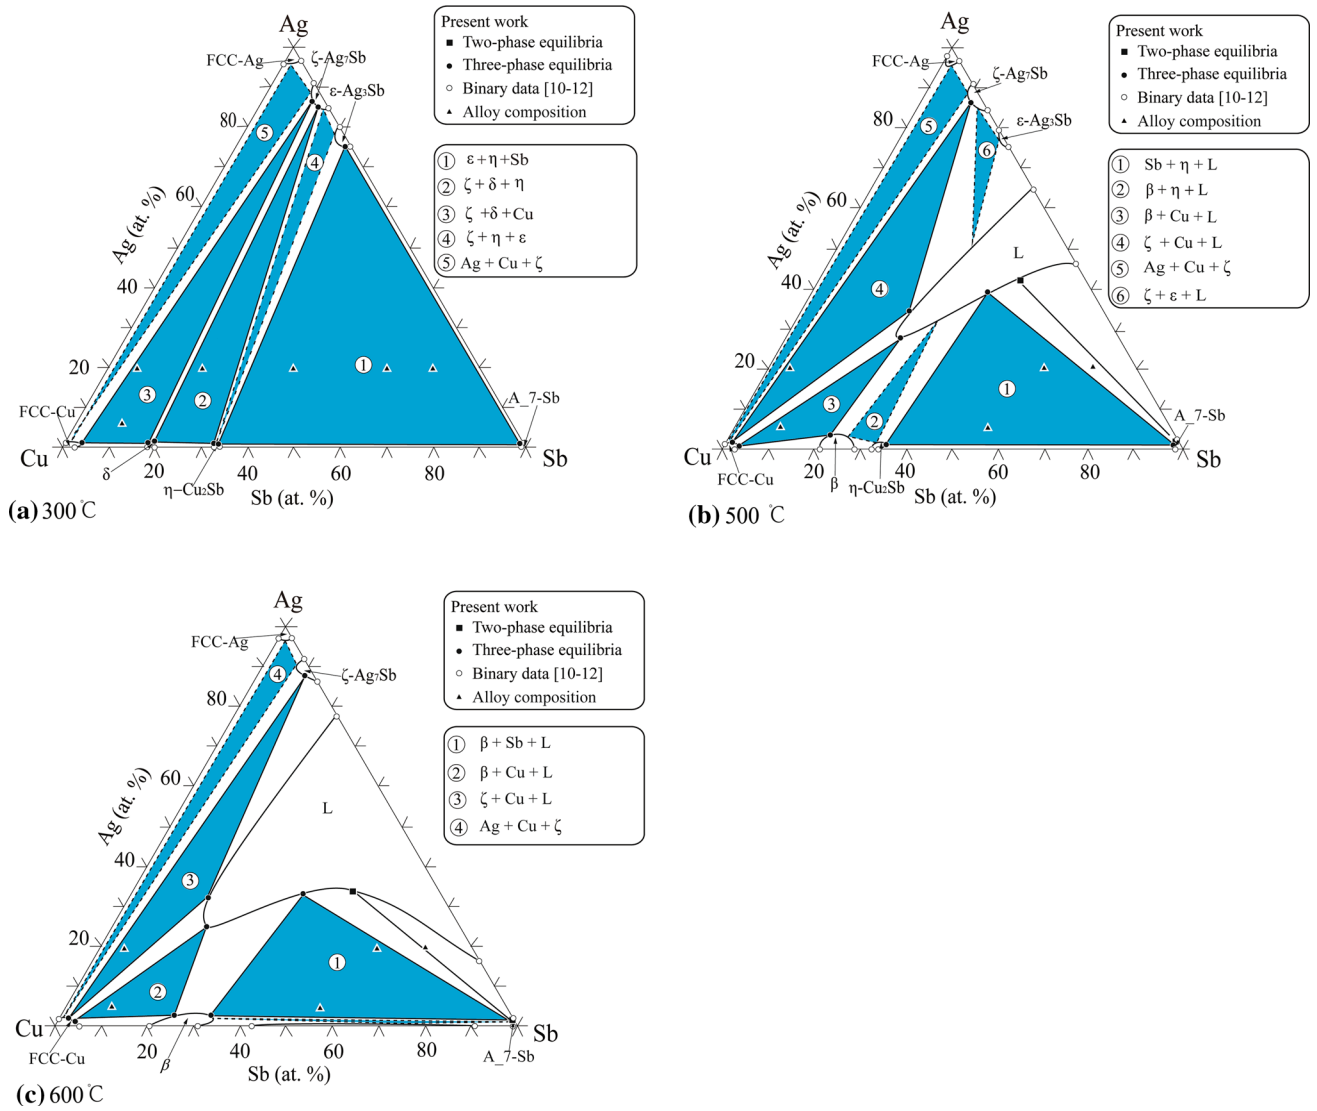 Ag
FCC-Ag
ζ-Ag7Sb
ε-Ag3Sb
80
60
40
20
Ag (at. %)
5
4
3
2
1
FCC-Cu
A_7-Sb
Cu
Sb
δ
20
η-Cu2Sb
40
60
80
Sb (at. %)
(a) 300℃
Present work
Two-phase equilibria
Three-phase equilibria
Binary data [10-12]
Alloy composition
1 ε+η+Sb
2 ζ+δ+η
3 ζ +δ+Cu
4 ζ+η+ε
5 Ag+Cu+ζ
Ag
FCC-Ag
ζ-Ag7Sb
ε-Ag3Sb
80
60
40
20
Ag (at. %)
5
6
4
L
3
2
1
A_7-Sb
Cu
Sb
FCC-Cu
20
β
η-Cu2Sb
40
60
80
Sb (at. %)
(b) 500 ℃
Present work
Two-phase equilibria
Three-phase equilibria
Binary data [10-12]
Alloy composition
1 Sb + η + L
2 β + η + L
3 β + Cu + L
4 ζ + Cu + L
5 Ag + Cu + ζ
6 ζ + ε + L
Ag
FCC-Ag
ζ-Ag7Sb
80
60
40
20
Ag (at. %)
4
L
3
2
1
Cu
Sb
FCC-Cu
20
β
40
60
80
A_7-Sb
Sb (at. %)
(c) 600℃
Present work
Two-phase equilibria
Three-phase equilibria
Binary data [10-12]
Alloy composition
1 β + Sb + L
2 β + Cu + L
3 ζ + Cu + L
4 Ag + Cu + ζ